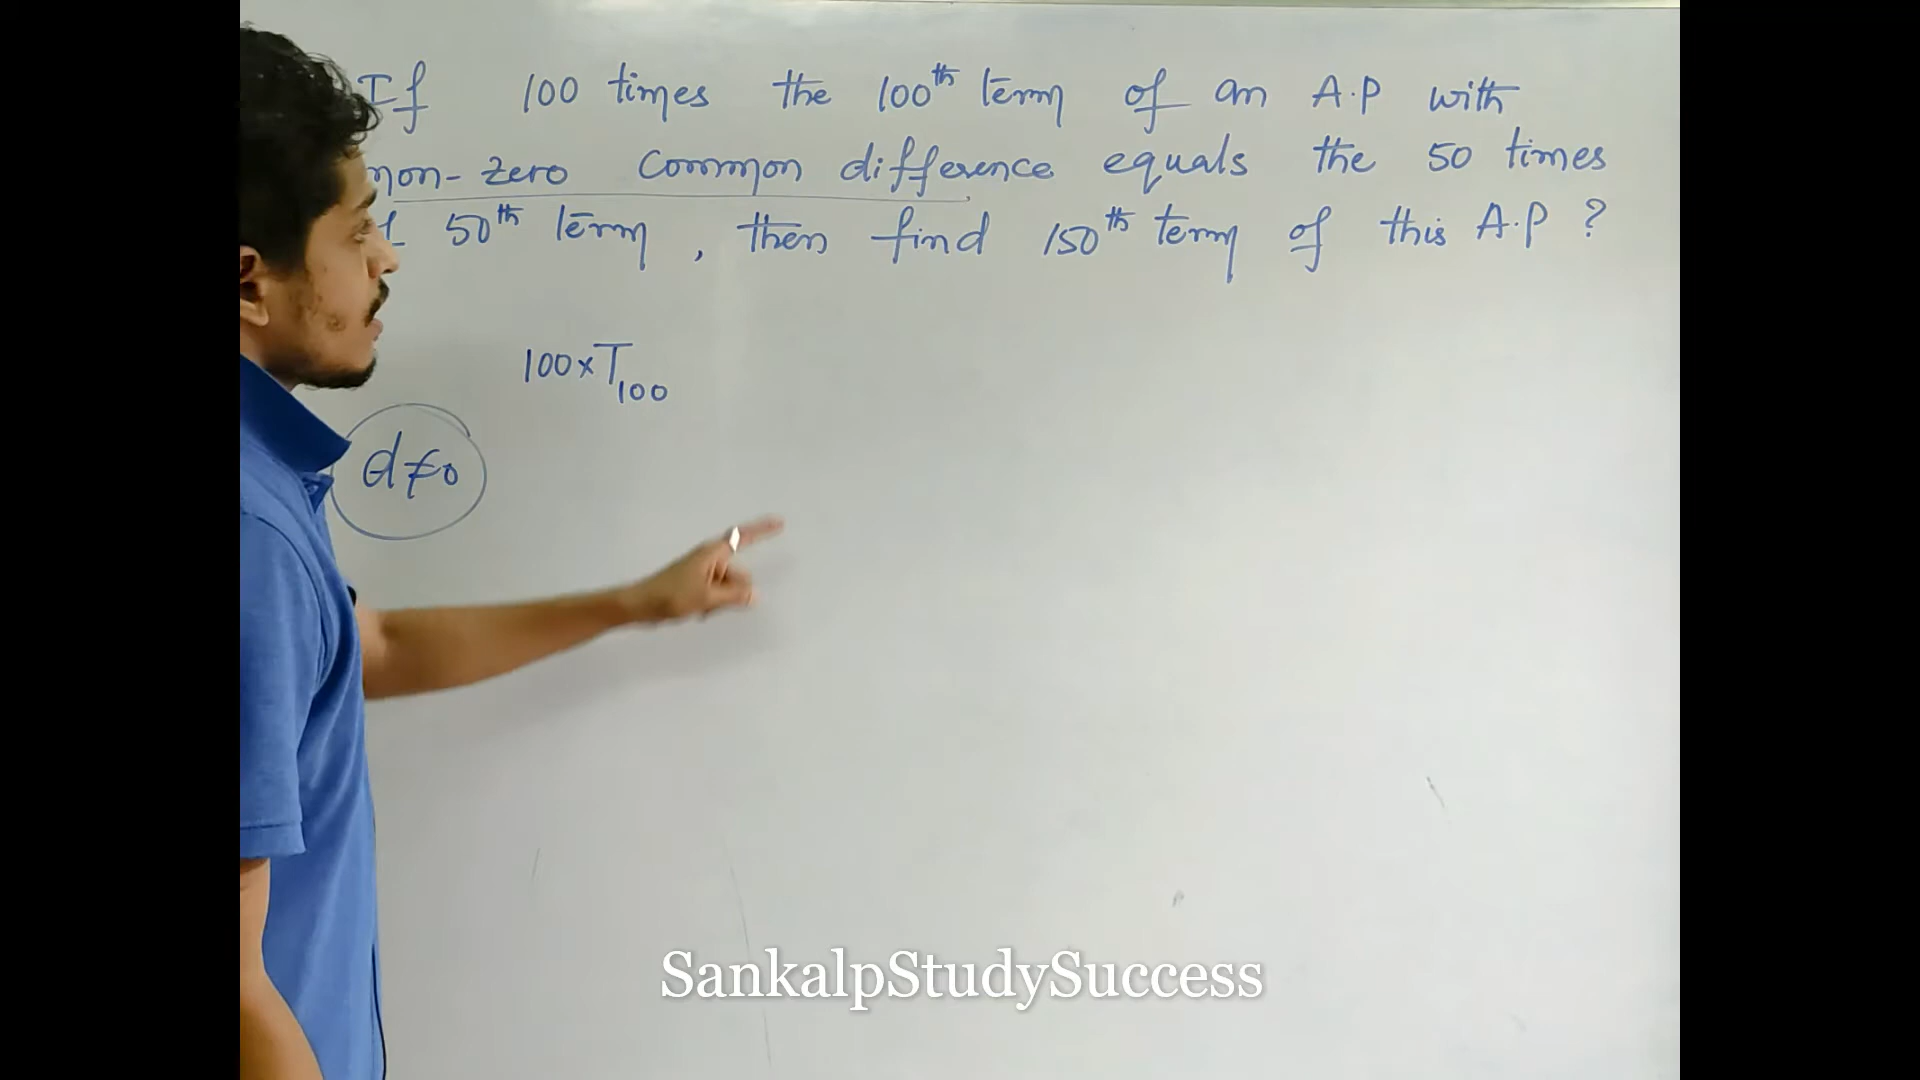 If 100 times the 100th term of an A.P with
non-zero common difference equals the 50 times
50th term, then find 150th term of this A.P ?
100×T100
d≠0
SankalpStudySuccess